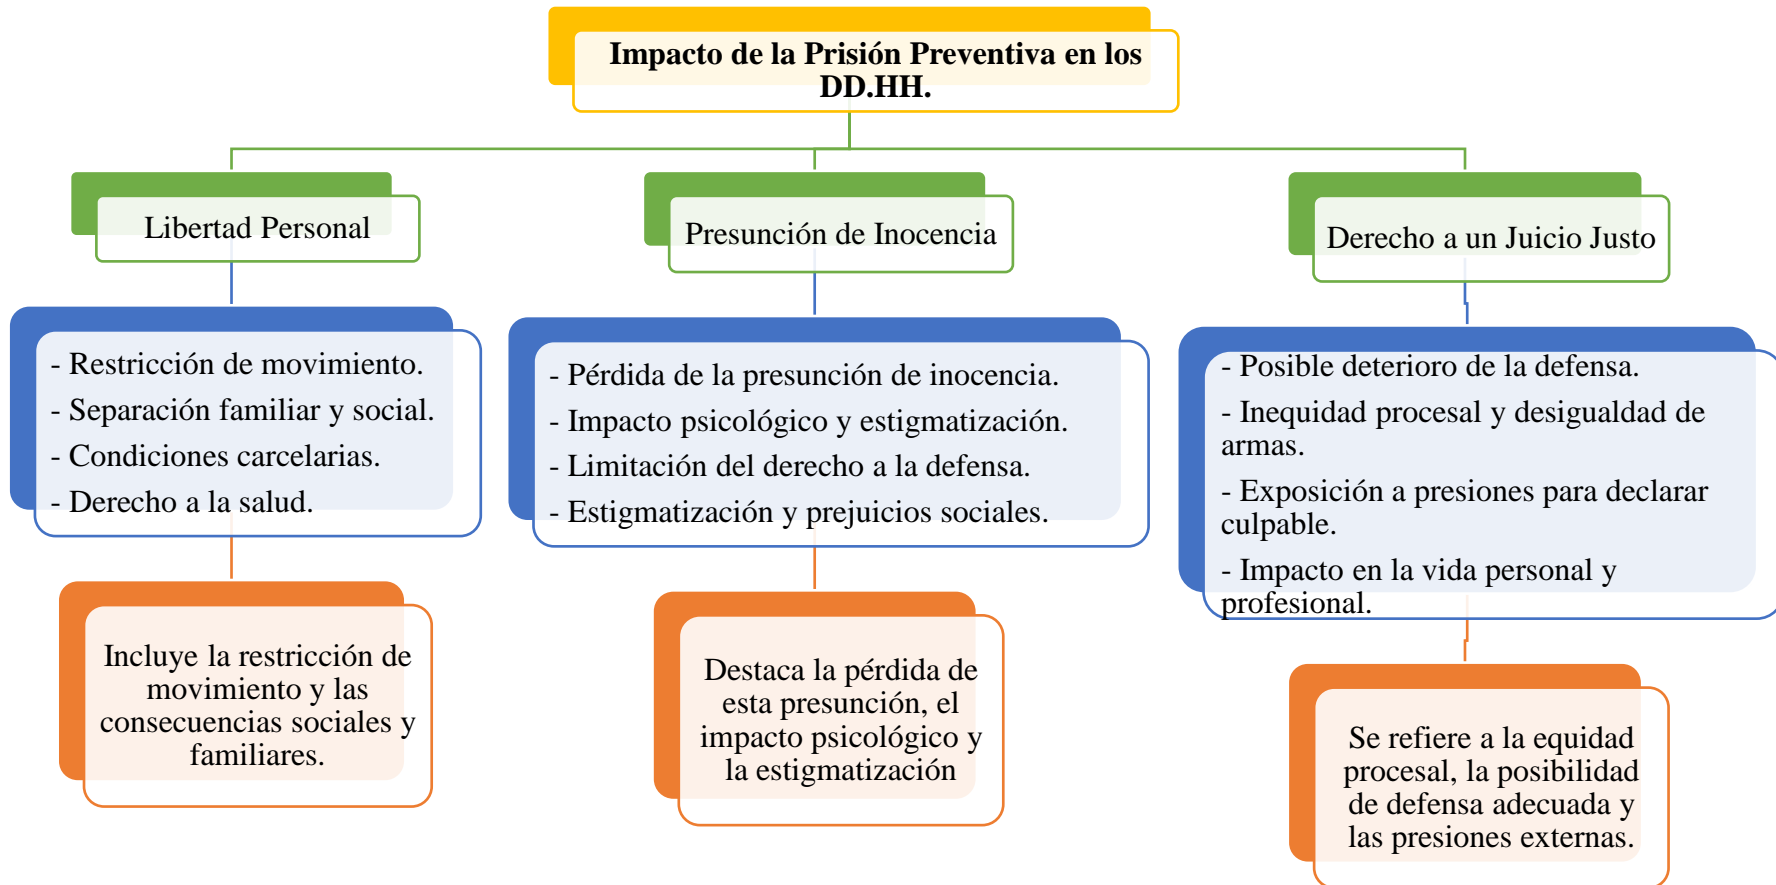 Impacto de la Prisión Preventiva en los
DD.HH.
Libertad Personal
- Restricción de movimiento.
- Separación familiar y social.
- Condiciones carcelarias.
- Derecho a la salud.
Incluye la restricción de
movimiento y las
consecuencias sociales y
familiares.
Presunción de Inocencia
- Pérdida de la presunción de inocencia.
- Impacto psicológico y estigmatización.
- Limitación del derecho a la defensa.
- Estigmatización y prejuicios sociales.
Destaca la pérdida de
esta presunción, el
impacto psicológico y
la estigmatización
Derecho a un Juicio Justo
- Posible deterioro de la defensa.
- Inequidad procesal y desigualdad de
armas.
- Exposición a presiones para declarar
culpable.
- Impacto en la vida personal y
profesional.
Se refiere a la equidad
procesal, la posibilidad
de defensa adecuada y
las presiones externas.